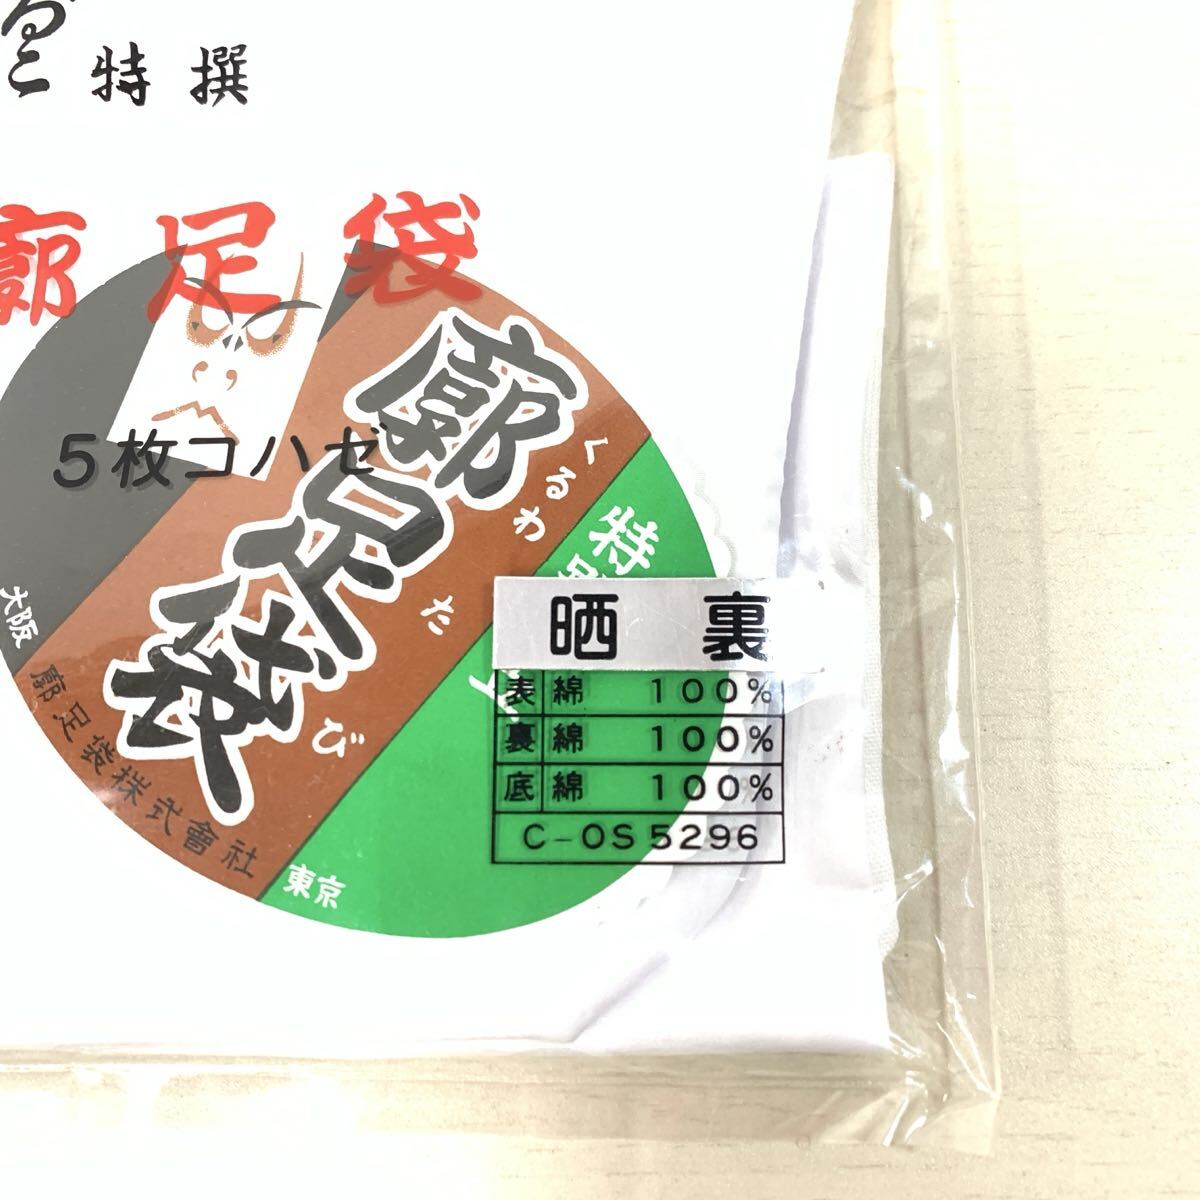 特撰
廓足袋
5枚コハゼ
廓足袋
くるわたび
特
大阪
廓足袋株式會社
東京
晒 裏
表 綿 100%
裏 綿 100%
底 綿 100%
C-OS5296